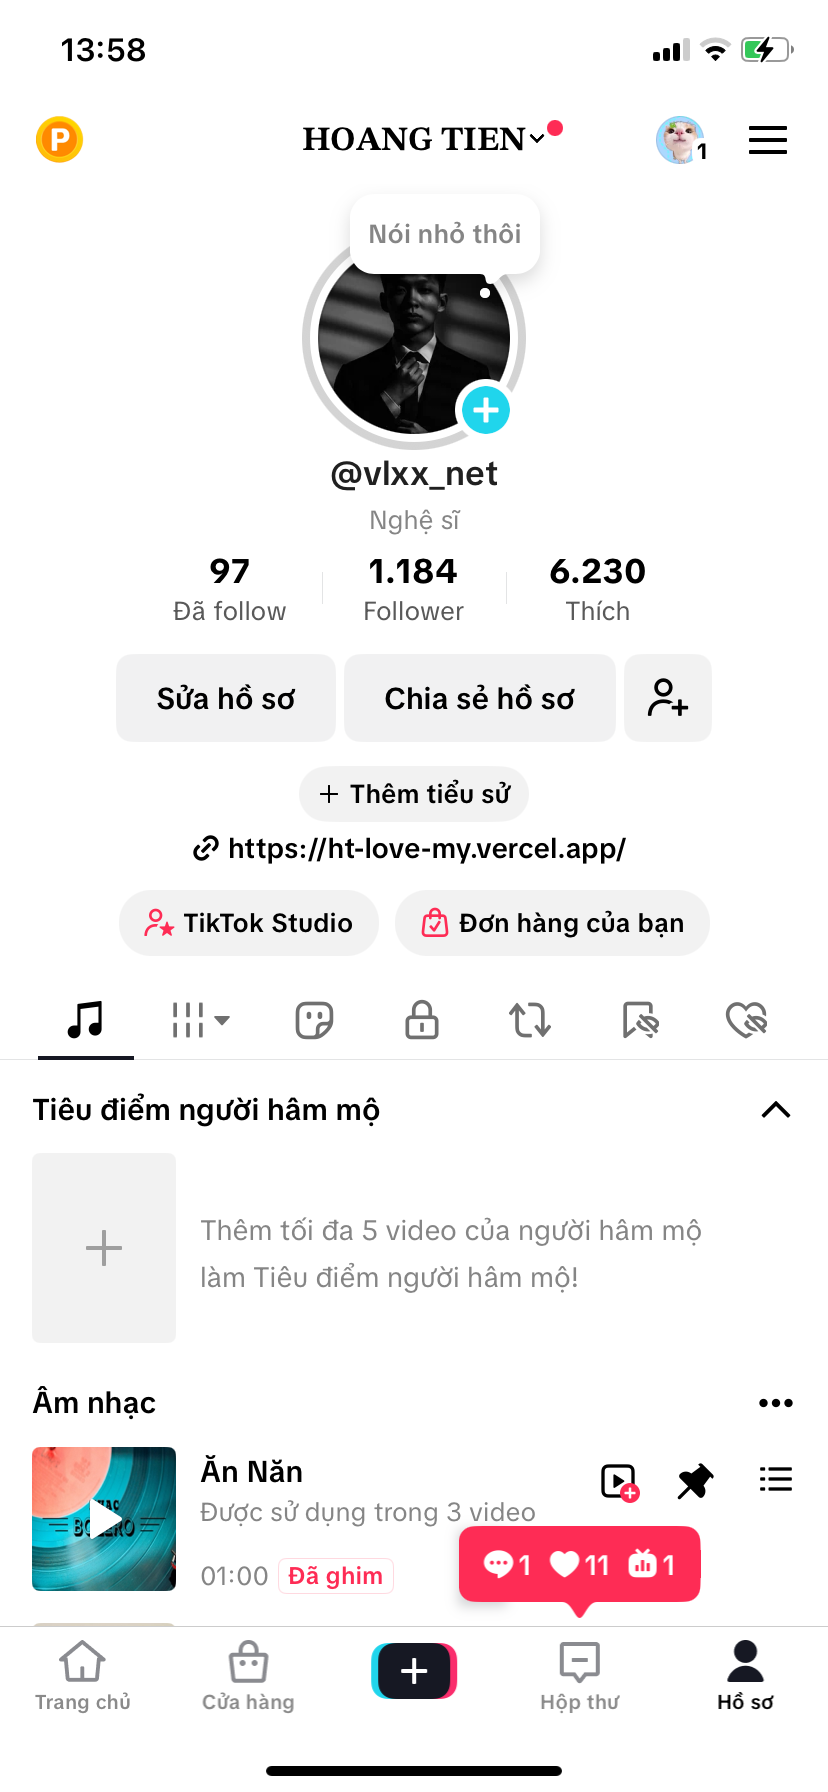 13:58
P
HOANG TIEN
1
Nói nhỏ thôi
@vlxx_net
Nghệ sĩ
97
1.184
6.230
Đã follow
Follower
Thích
Sửa hồ sơ
Chia sẻ hồ sơ
Thêm tiểu sử
https://ht-love-my.vercel.app/
TikTok Studio
Đơn hàng của bạn
Tiêu điểm người hâm mộ
Thêm tối đa 5 video của người hâm mộ
làm Tiêu điểm người hâm mộ!
Âm nhạc
Ăn Năn
Được sử dụng trong 3 video
BOLERO
01:00
Đã ghim
1
11
1
Trang chủ
Cửa hàng
Hộp thư
Hồ sơ